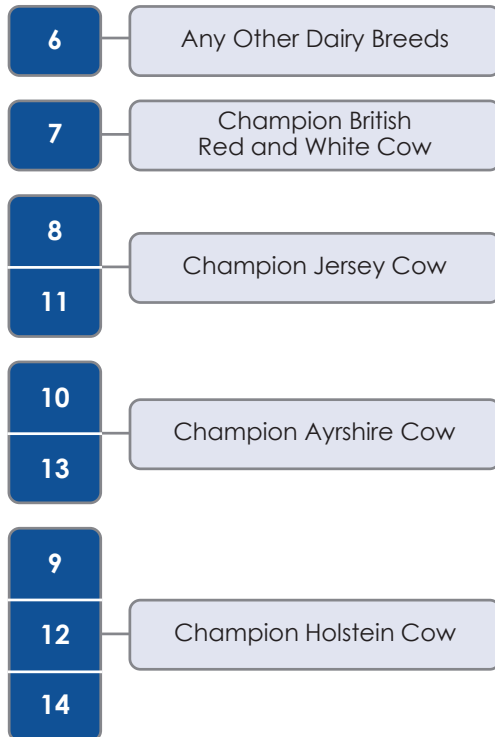 6
Any Other Dairy Breeds
7
Champion British
Red and White Cow
8
11
Champion Jersey Cow
10
13
Champion Ayrshire Cow
9
12
14
Champion Holstein Cow